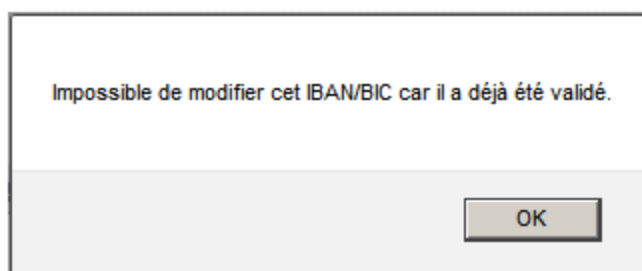 Impossible de modifier cet IBAN/BIC car il a déjà été validé.
OK